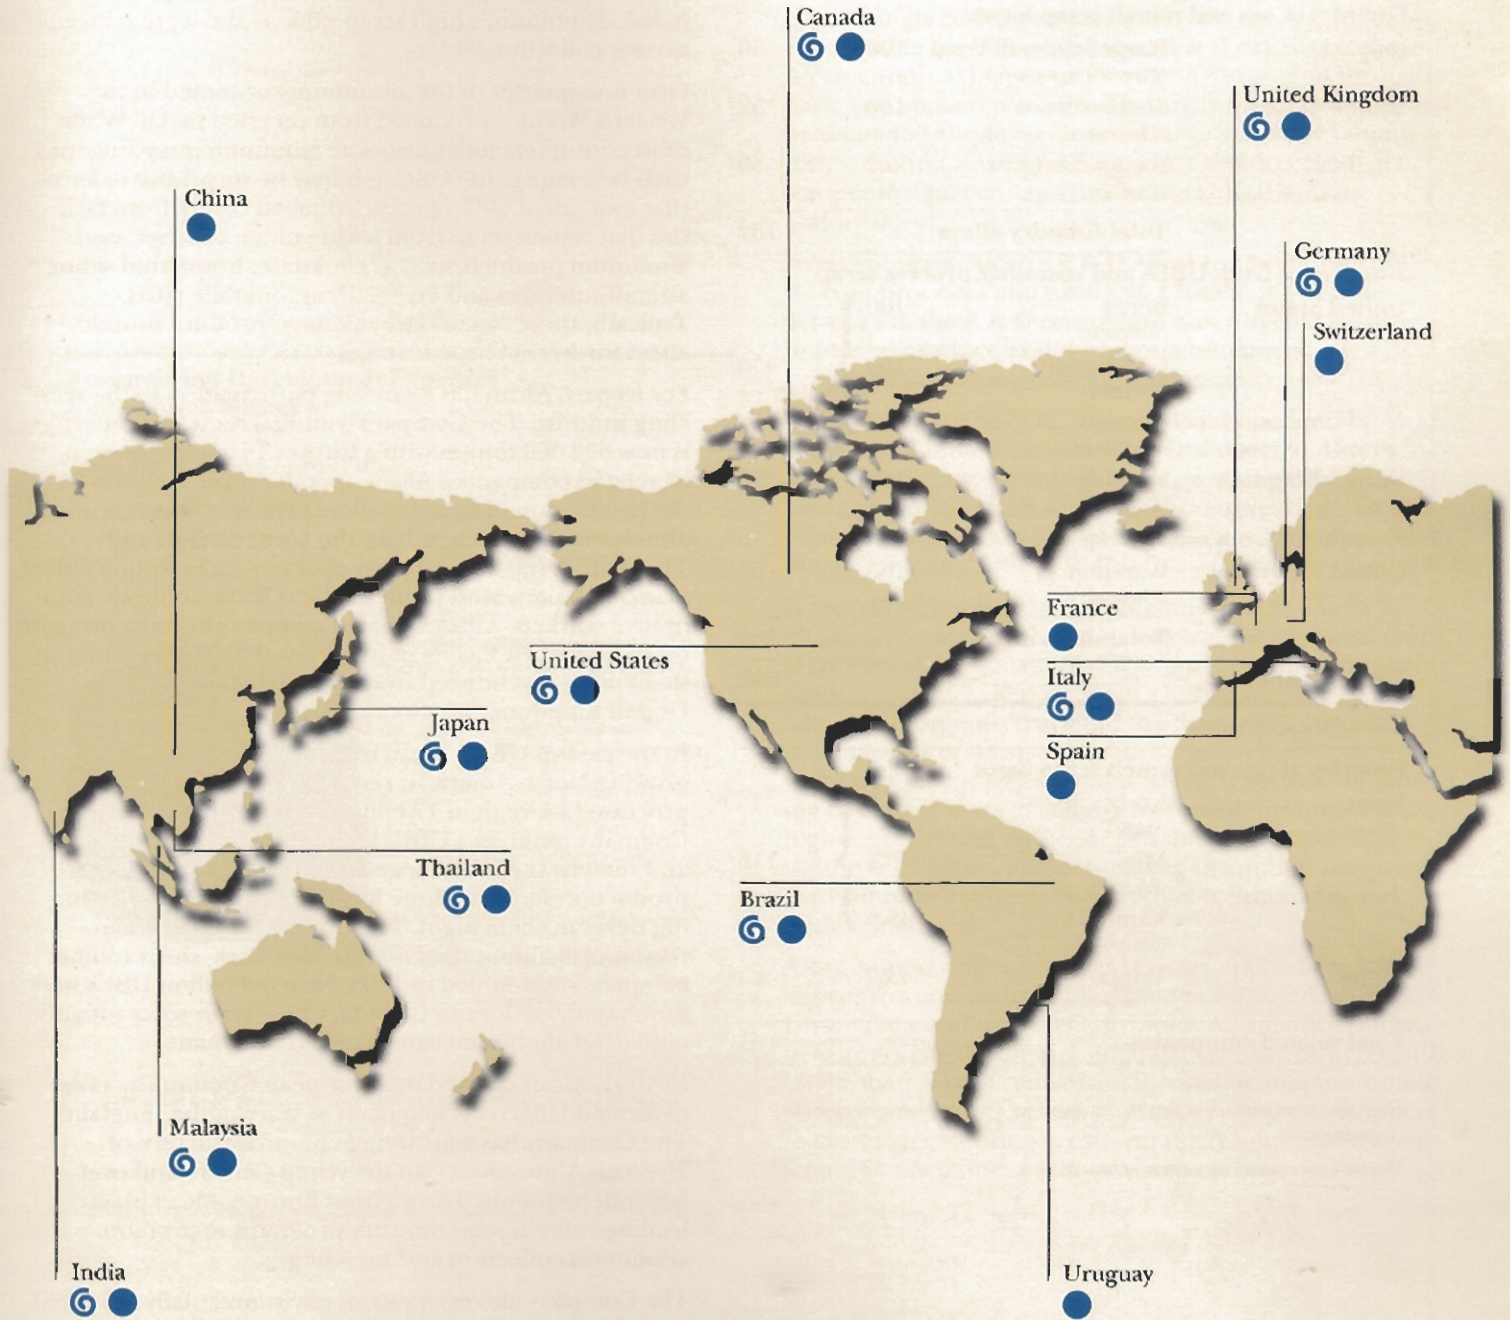 Canada
United Kingdom
China
Germany
Switzerland
France
United States
Italy
Japan
Spain
Thailand
Brazil
Malaysia
India
Uruguay